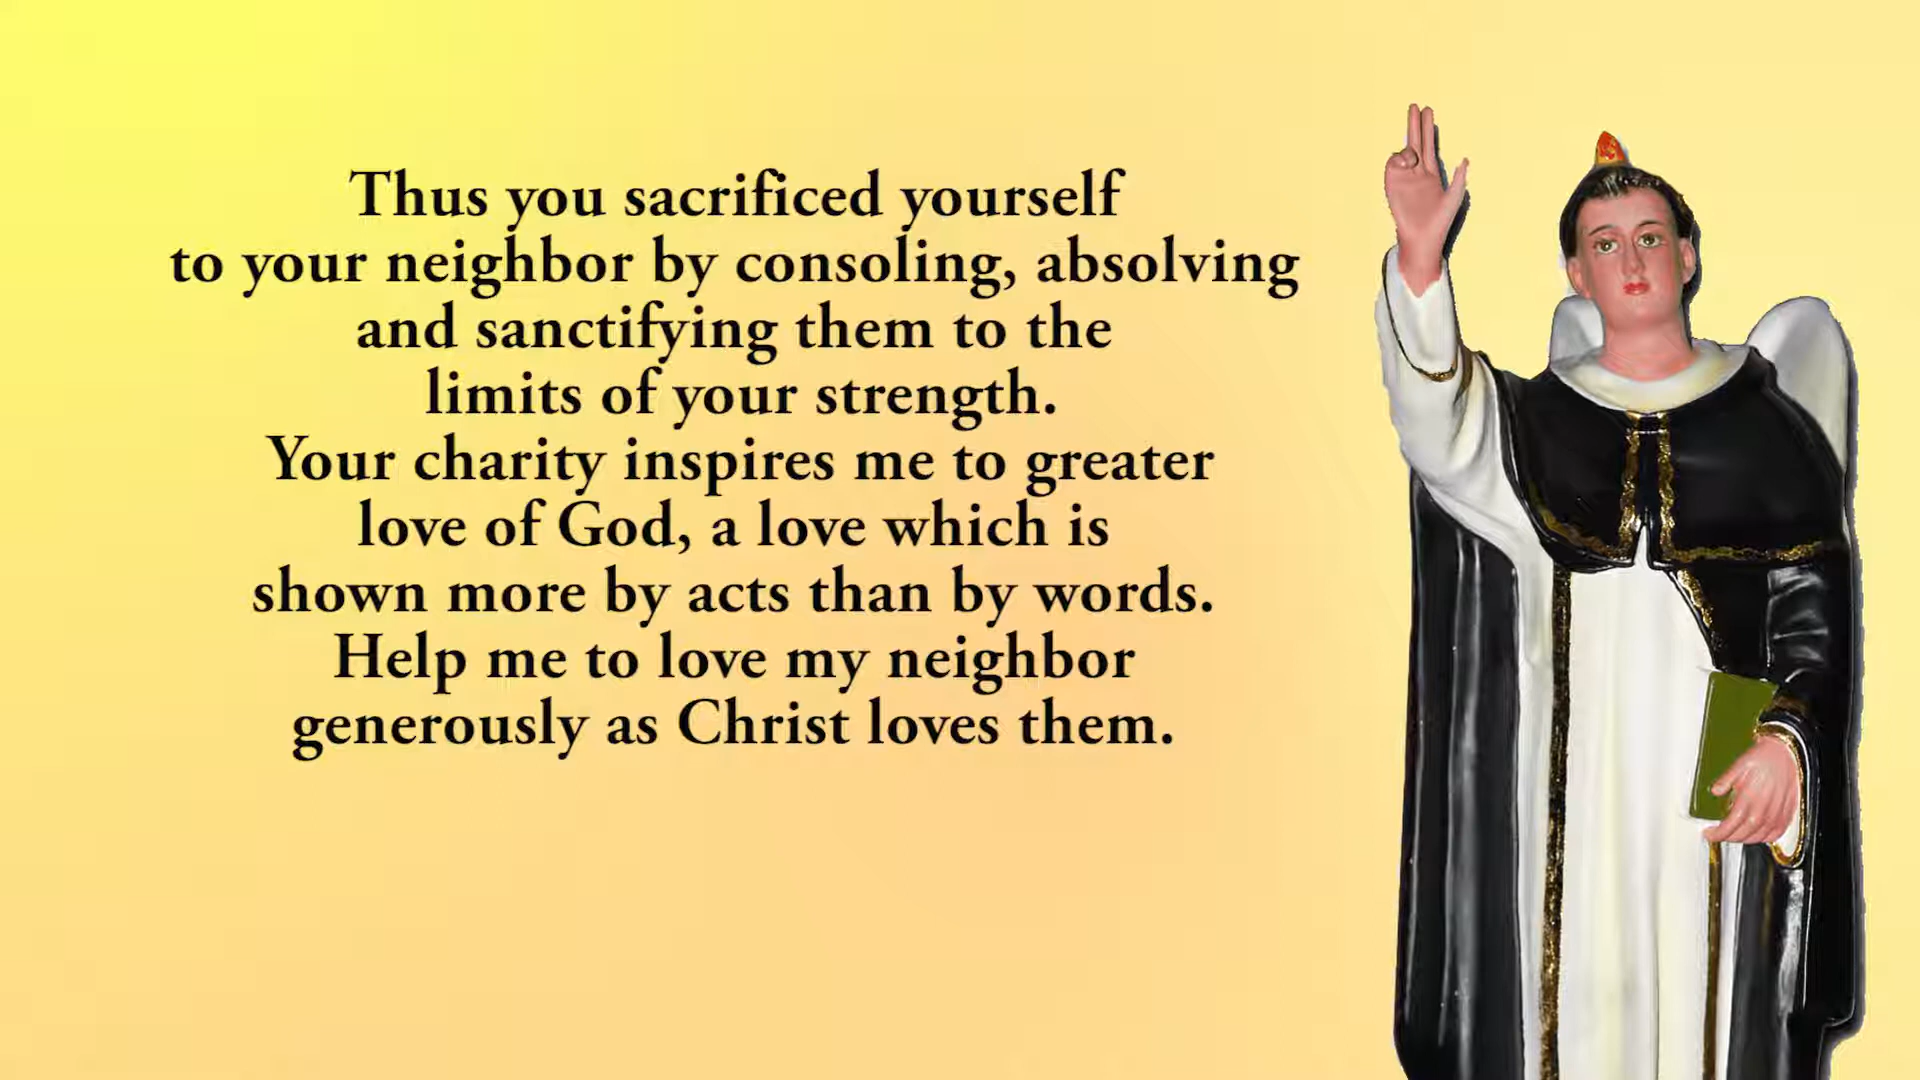 Thus you sacrificed yourself
to your neighbor by consoling, absolving
and sanctifying them to the
limits of your strength.
Your charity inspires me to greater
love of God, a love which is
shown more by acts than by words.
Help me to love my neighbor
generously as Christ loves them.